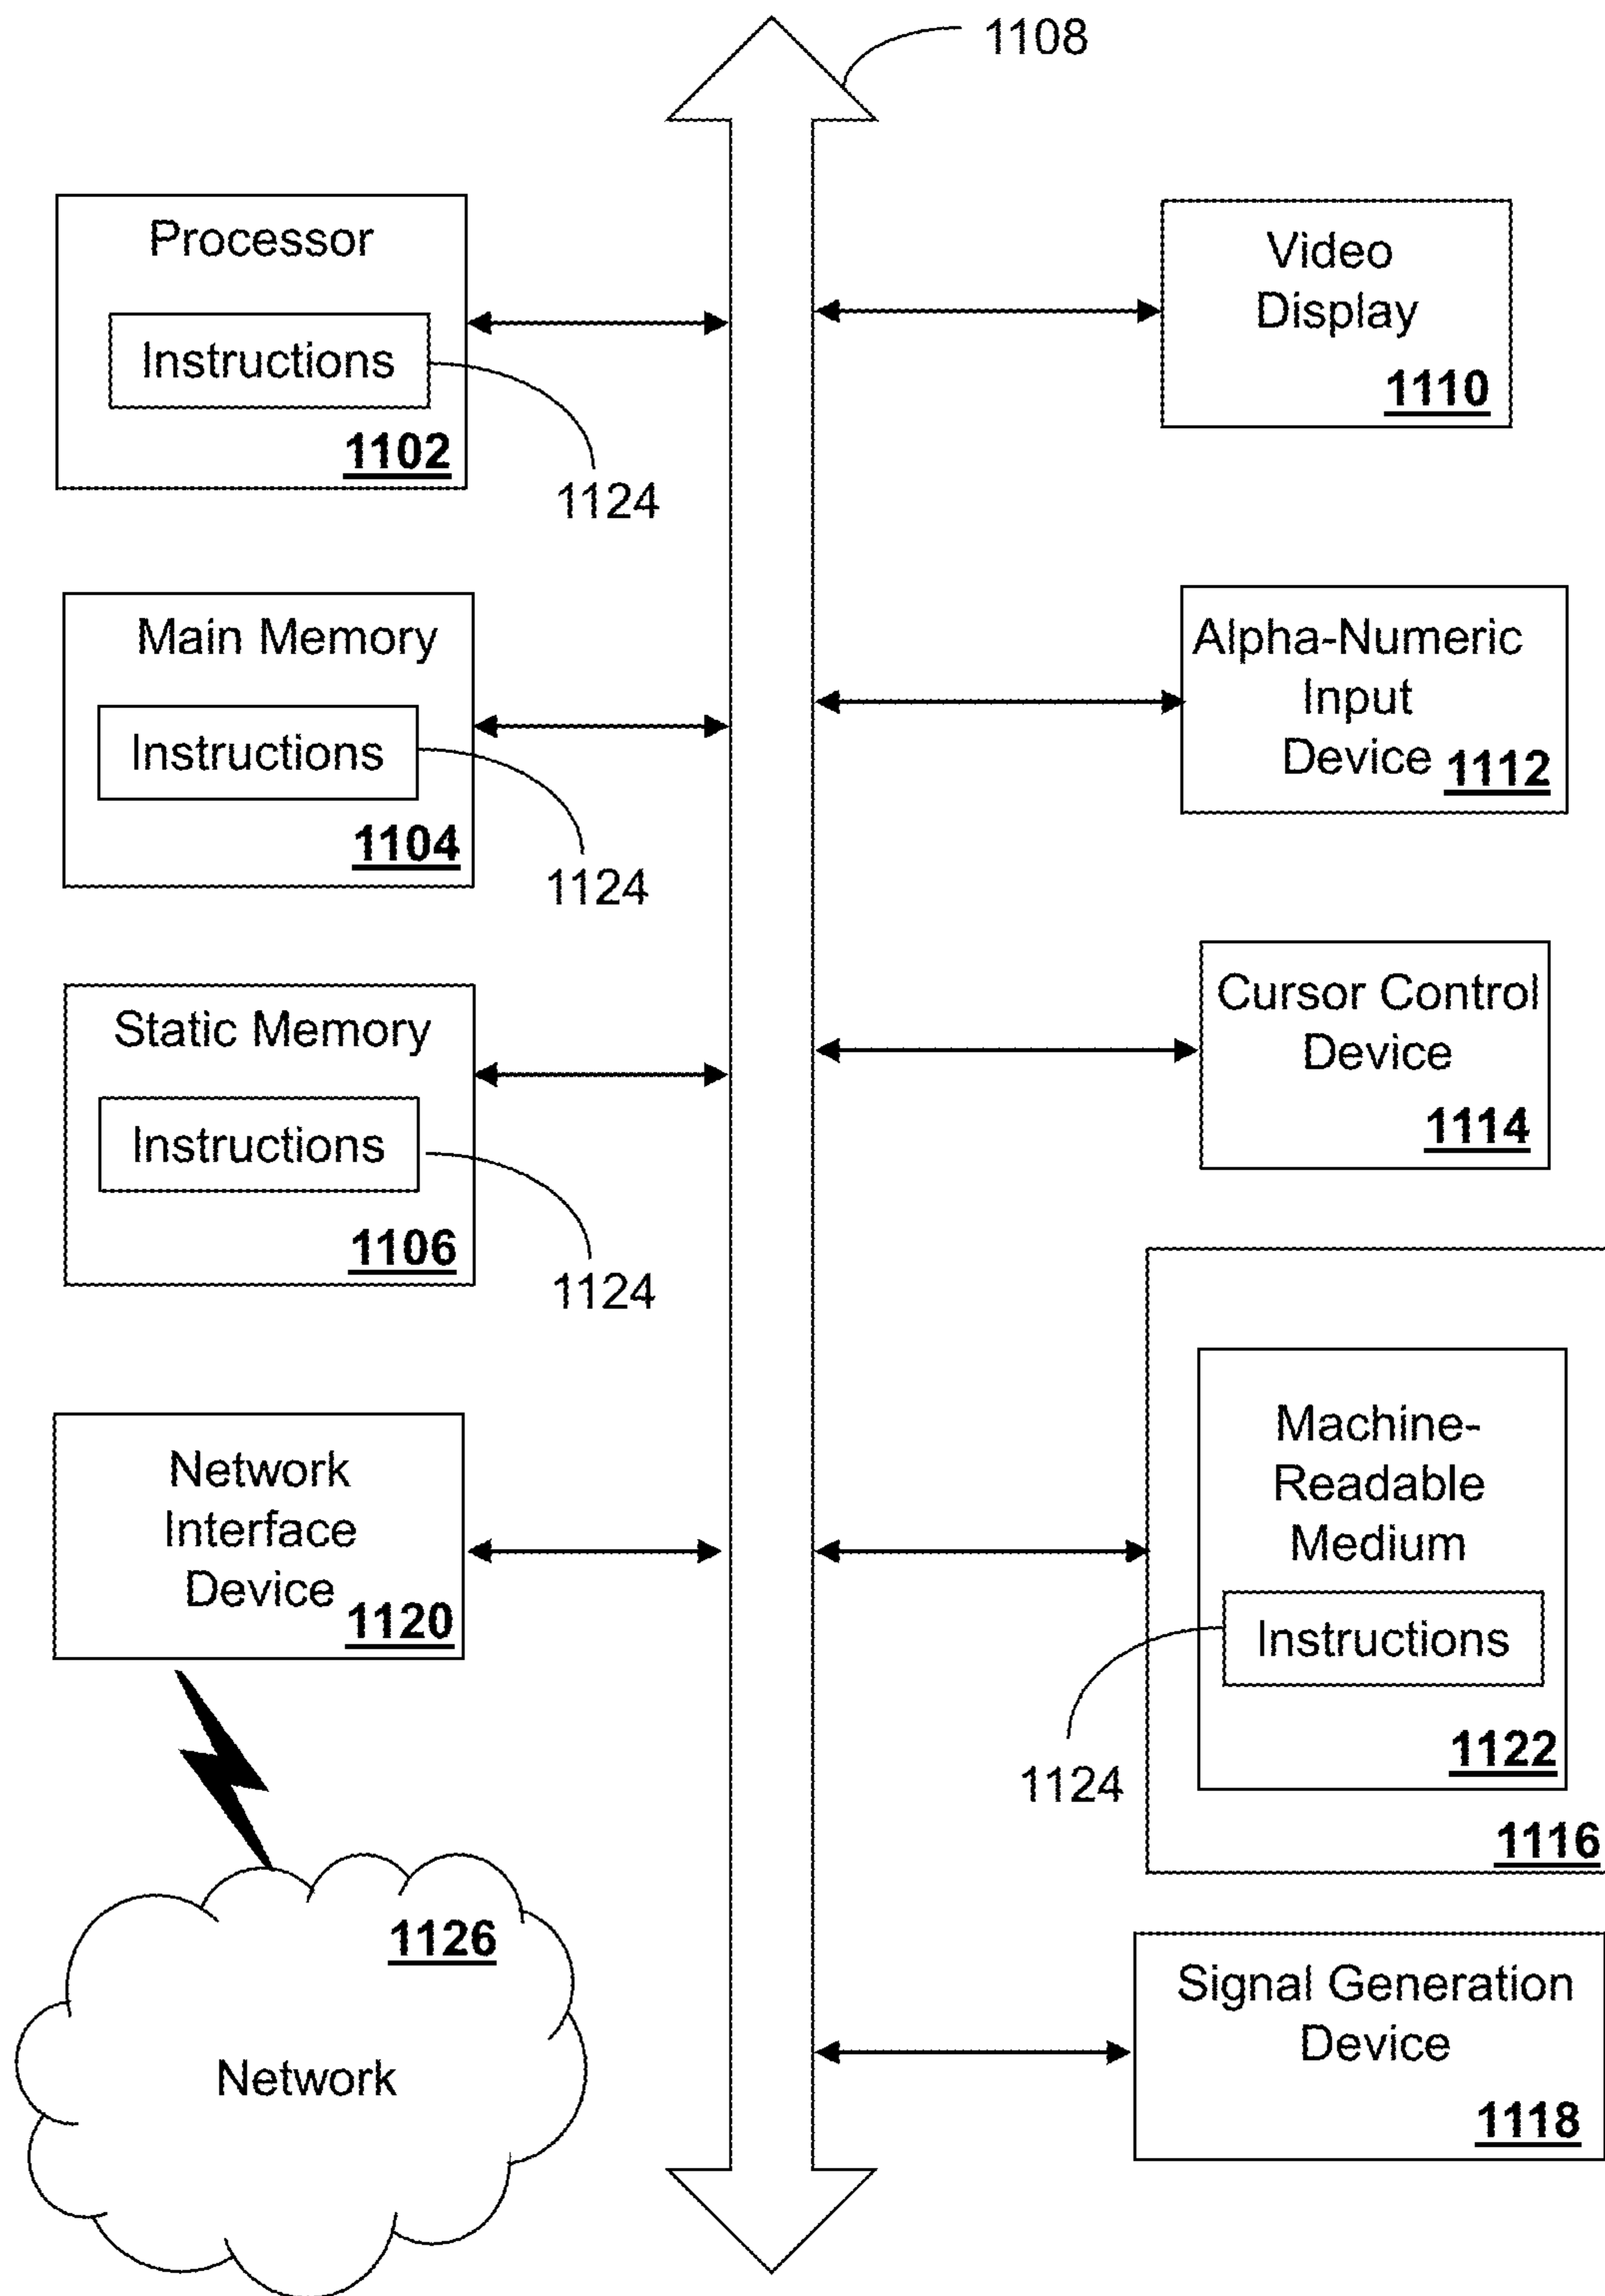 1108
Processor
Instructions
1102
1124
Main Memory
Instructions
1104
1124
Static Memory
Instructions
1106
1124
Network
Interface
Device
1120
1126
Network
Video
Display
1110
Alpha-Numeric
Input
Device
1112
Cursor Control
Device
1114
Machine-
Readable
Medium
Instructions
1122
1124
1116
Signal Generation
Device
1118